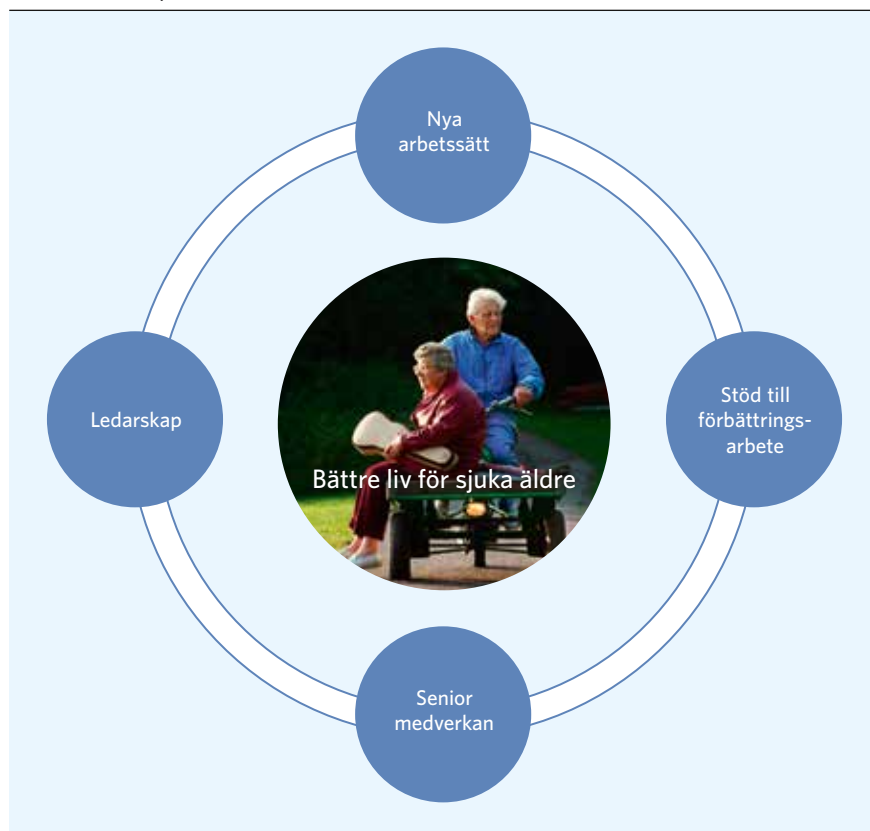 Nya
arbetssätt
Ledarskap
Stöd till
förbättrings-
arbete
Bättre liv för sjuka äldre
Senior
medverkan